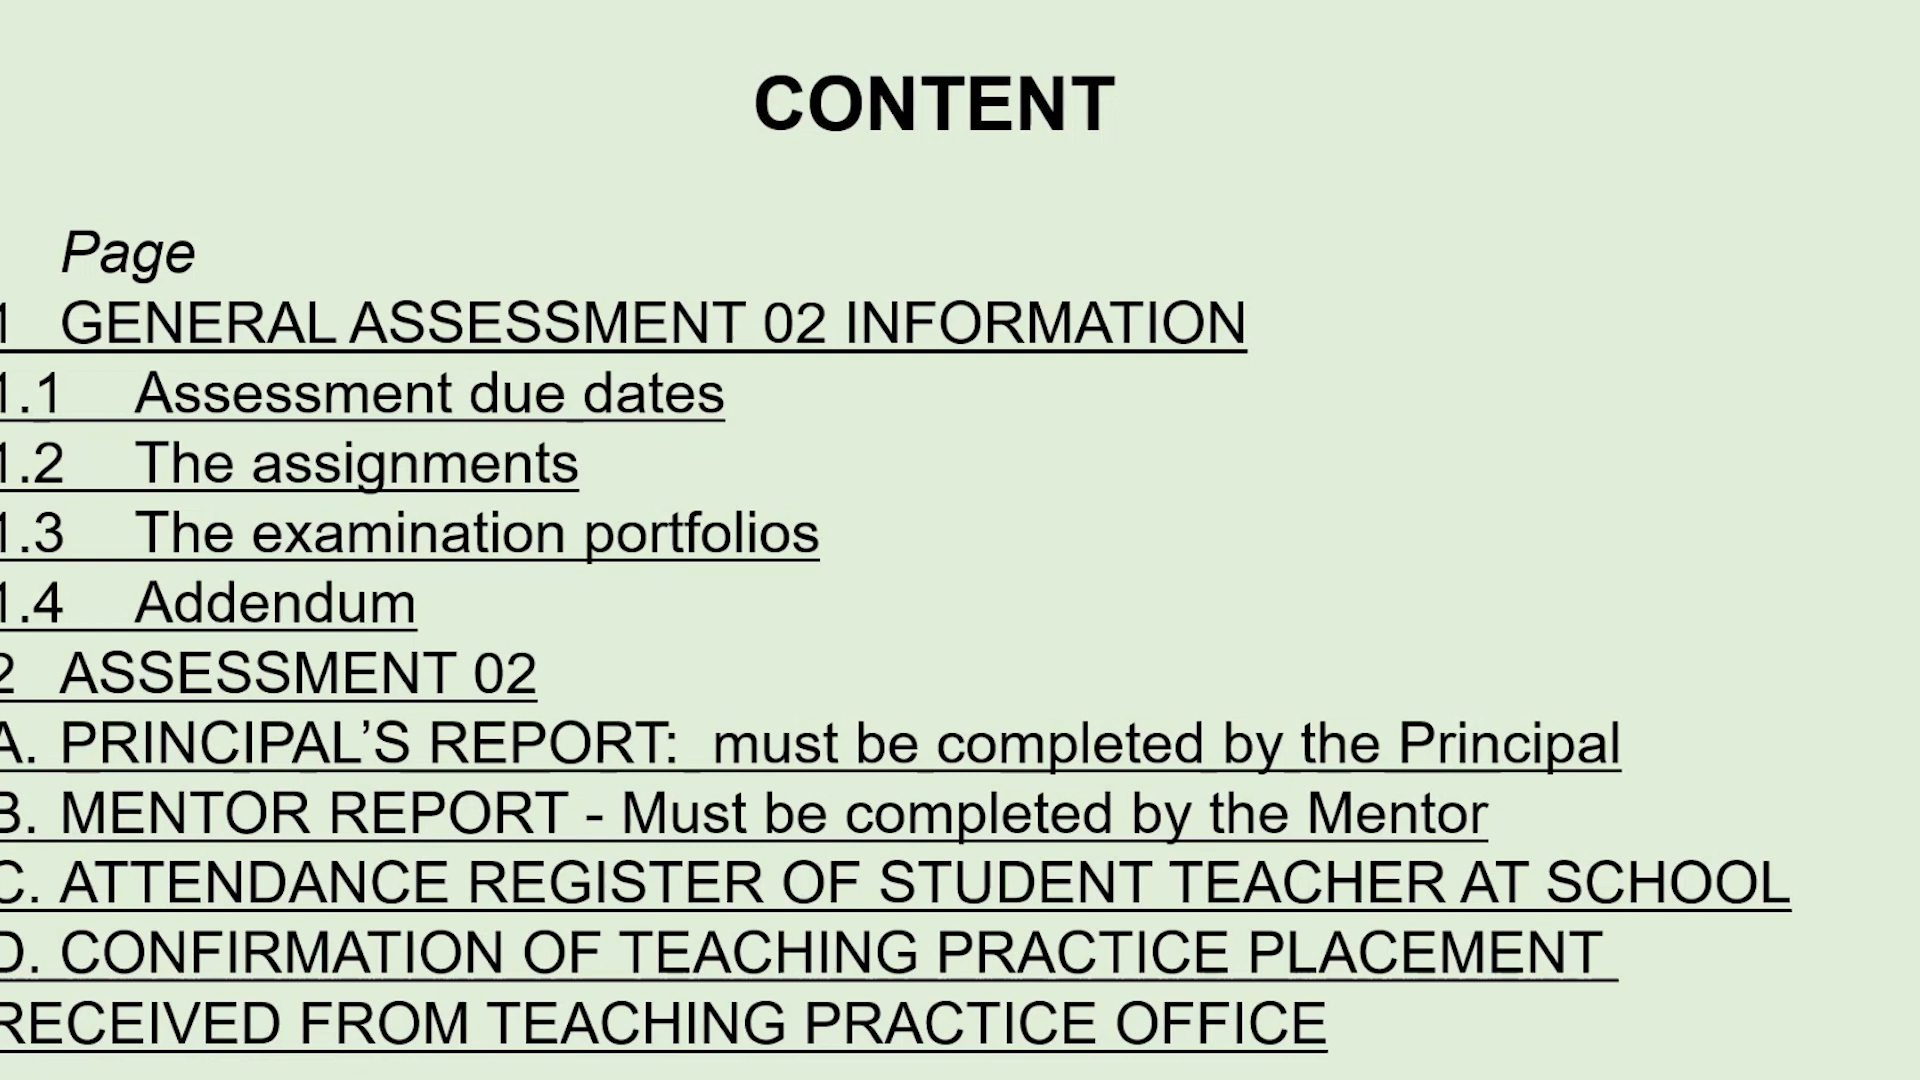 CONTENT
Page
1 GENERAL ASSESSMENT 02 INFORMATION
1.1 Assessment due dates
1.2 The assignments
1.3 The examination portfolios
1.4 Addendum
2 ASSESSMENT 02
A. PRINCIPAL’S REPORT: must be completed by the Principal
B. MENTOR REPORT - Must be completed by the Mentor
C. ATTENDANCE REGISTER OF STUDENT TEACHER AT SCHOOL
D. CONFIRMATION OF TEACHING PRACTICE PLACEMENT
RECEIVED FROM TEACHING PRACTICE OFFICE